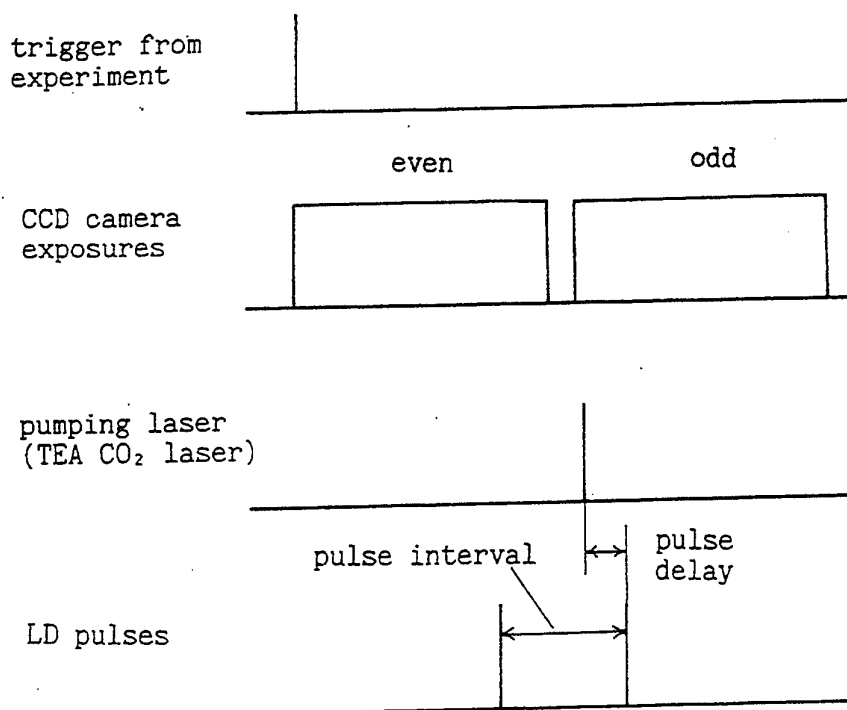 trigger from
experiment
even
odd
CCD camera
exposures
pumping laser
(TEA CO₂ laser)
pulse interval
pulse
delay
LD pulses